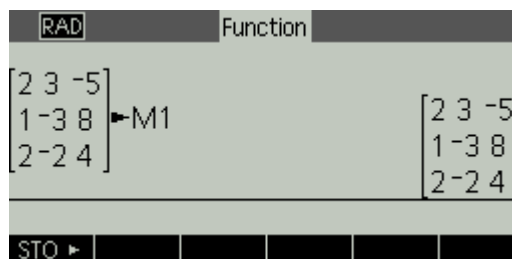 RAD Function
[2 3 -5]
[1 -3 8] ►M1
[2 -2 4]
[2 3 -5
[1 -3 8
[2 -2 4
STO ►